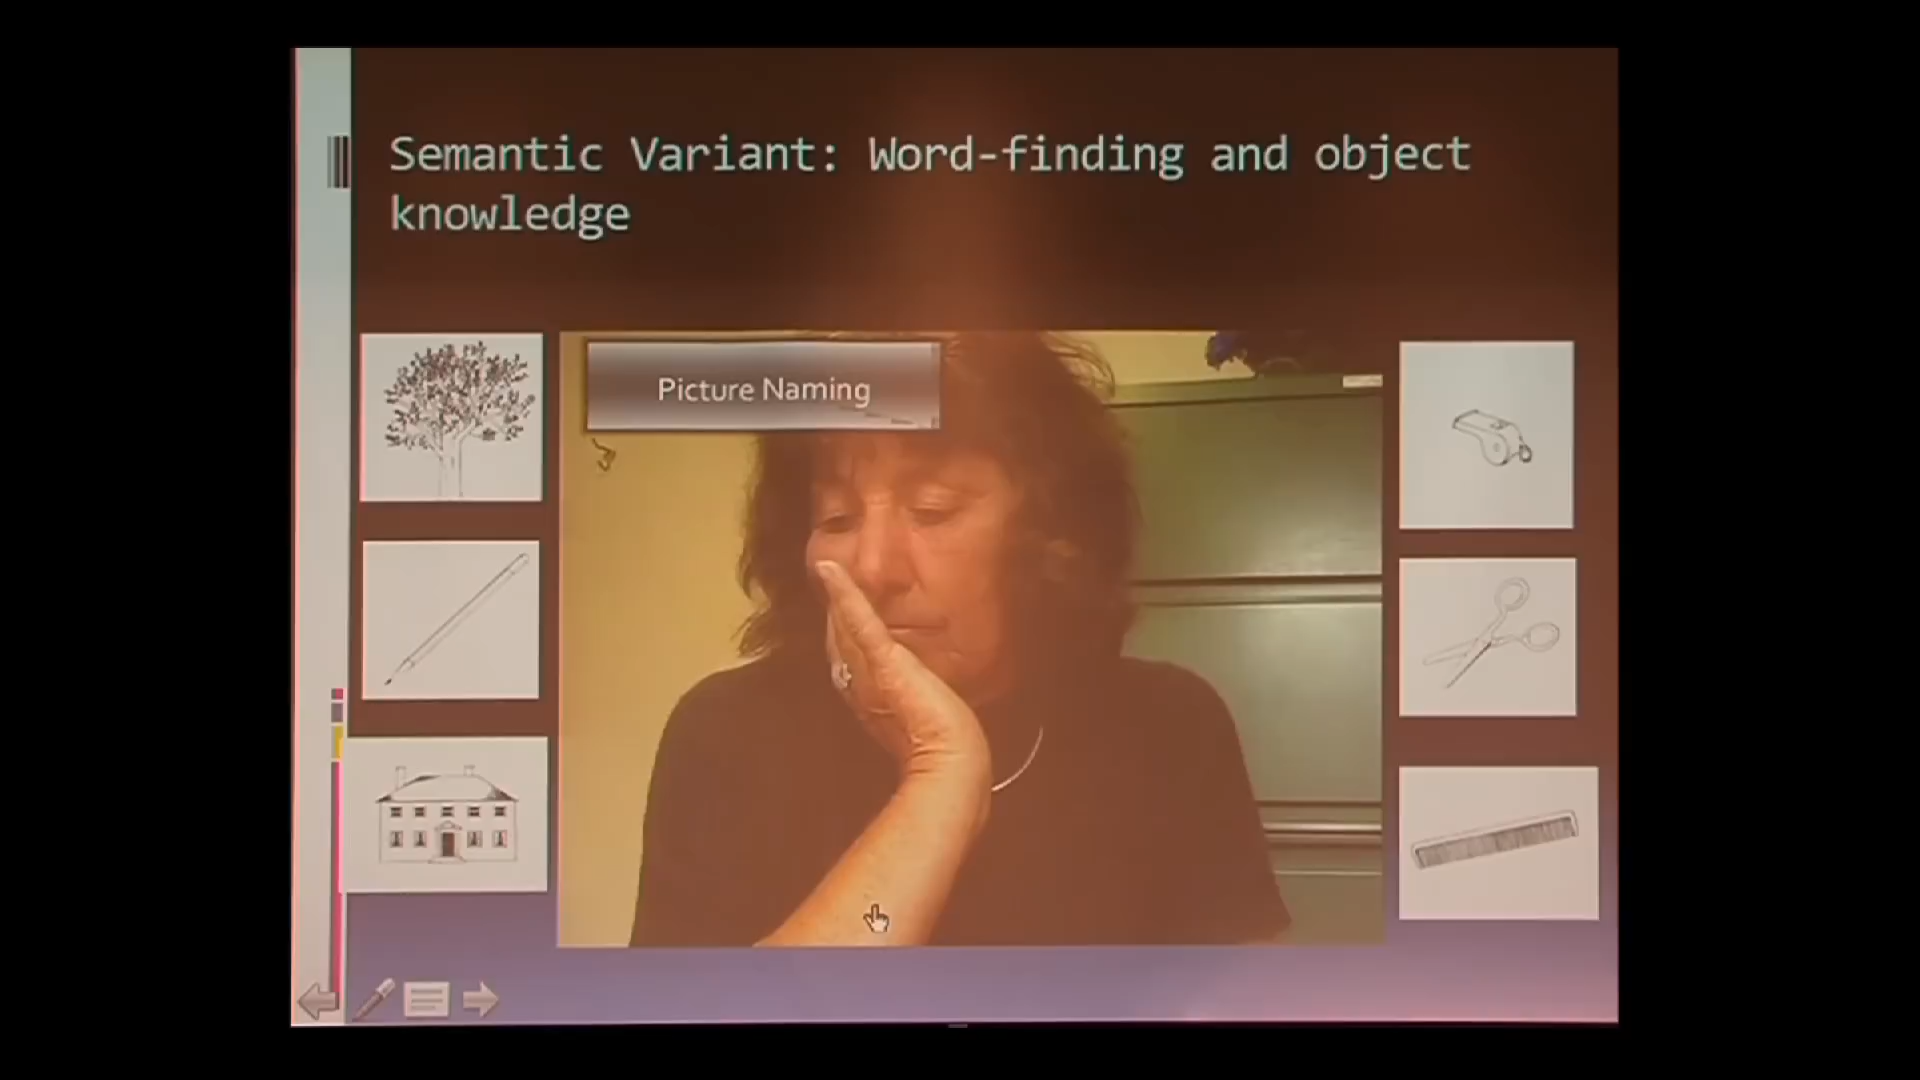 Semantic Variant: Word-finding and object
knowledge
Picture Naming